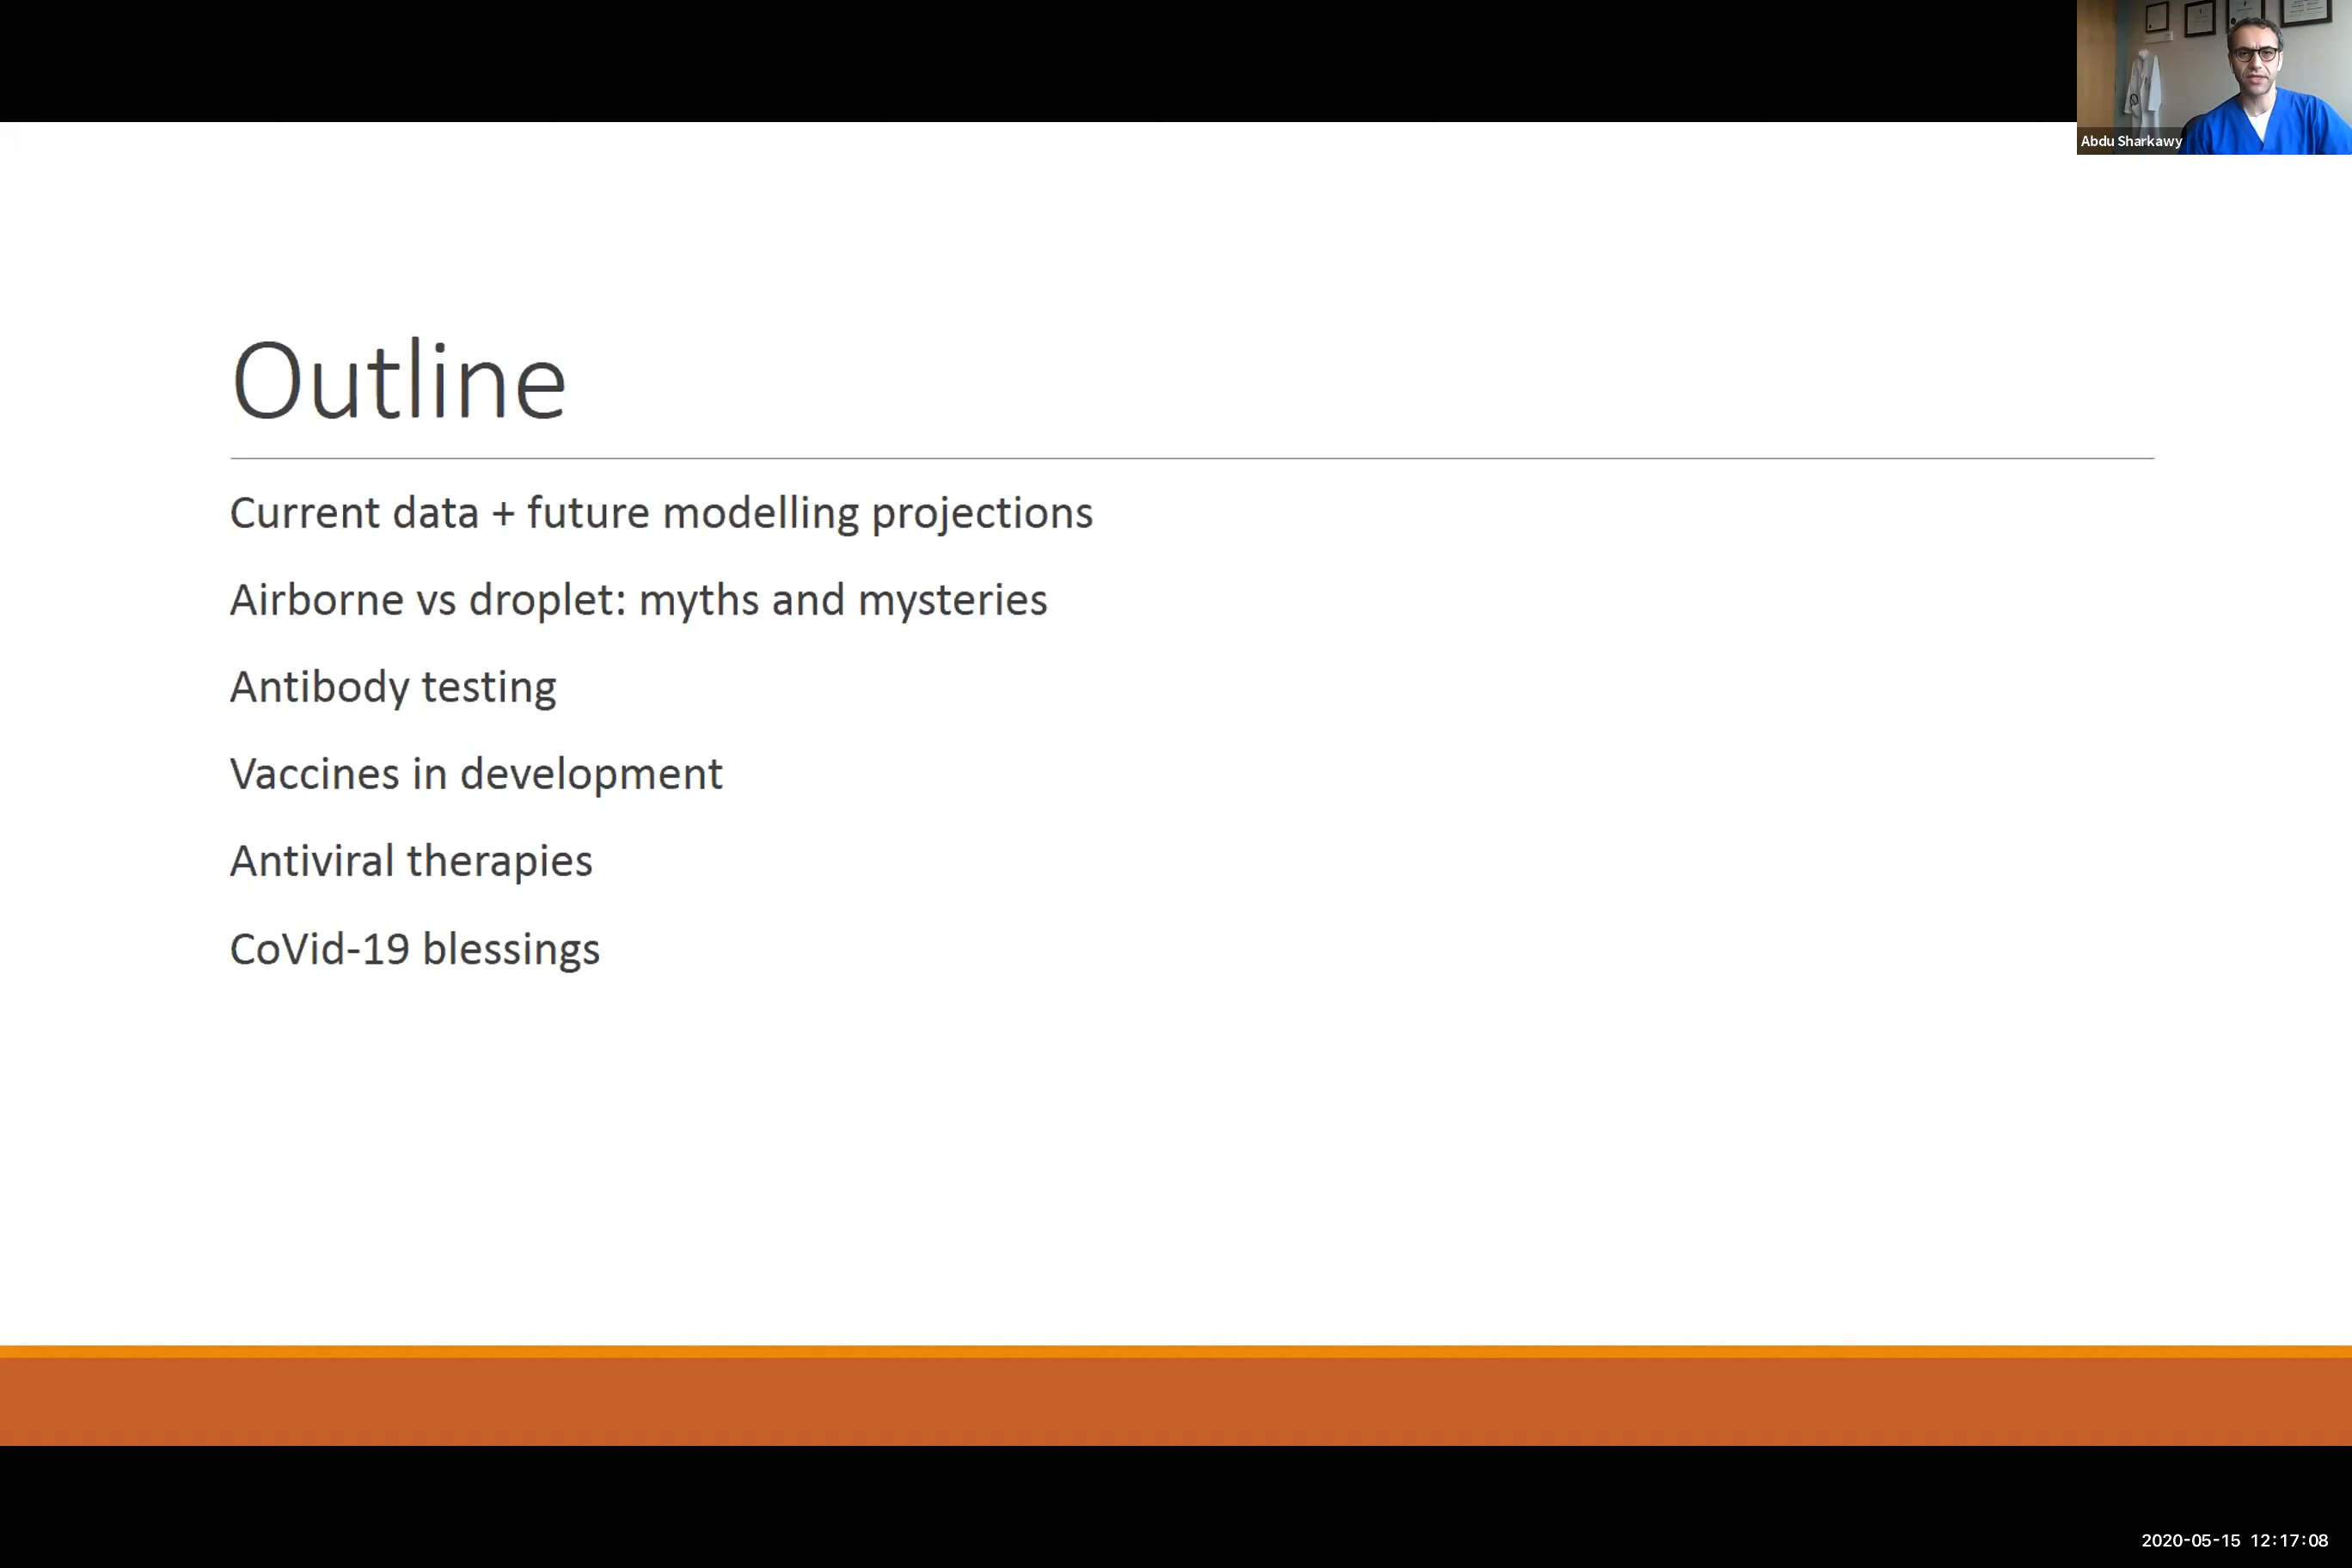 Abdu Sharkawy
Outline
Current data + future modelling projections
Airborne vs droplet: myths and mysteries
Antibody testing
Vaccines in development
Antiviral therapies
CoVid-19 blessings
2020-05-15 12:17:08